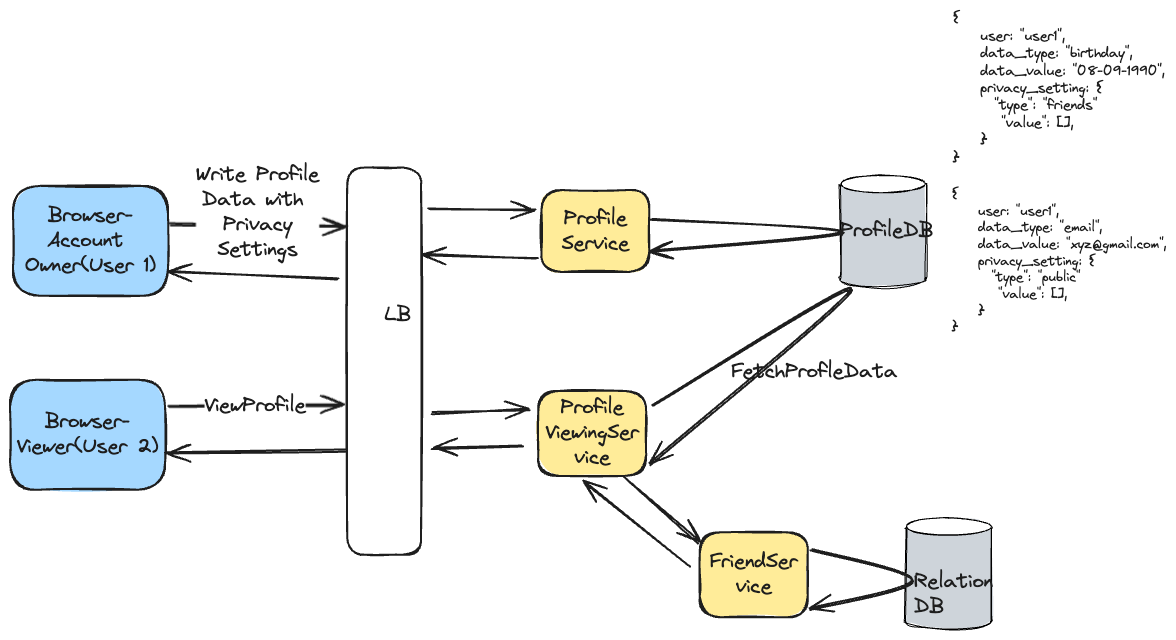 {
user: "user1",
data_type: "birthday",
data_value: "08-09-1990",
privacy_setting: {
"type": "friends"
"value": [],
}
}
Write Profile
Data with
Privacy
Settings
Browser-
Account
Owner(User 1)
Profile
Service
ProfileDB
{
user: "user1",
data_type: "email",
data_value: "xyz@gmail.com",
privacy_setting: {
"type": "public"
"value": [],
}
}
LB
FetchProfleData
Browser-
Viewer(User 2)
ViewProfile
Profile
ViewingSer
vice
FriendSer
vice
Relation
DB